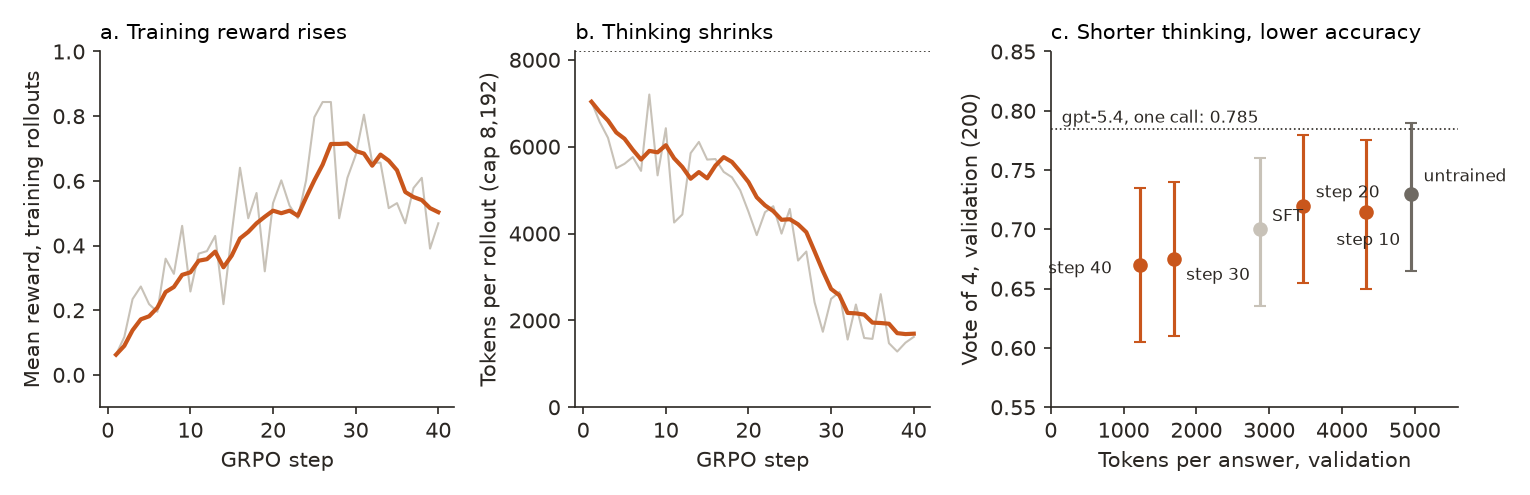 a. Training reward rises
Mean reward, training rollouts
1.0
0.8
0.6
0.4
0.2
0.0
0 10 20 30 40
GRPO step
b. Thinking shrinks
Tokens per rollout (cap 8,192)
8000
6000
4000
2000
0
0 10 20 30 40
GRPO step
c. Shorter thinking, lower accuracy
Vote of 4, validation (200)
0.85
0.80
0.75
0.70
0.65
0.60
0.55
gpt-5.4, one call: 0.785
untrained
step 20
SFT
step 10
step 40
step 30
0 1000 2000 3000 4000 5000
Tokens per answer, validation